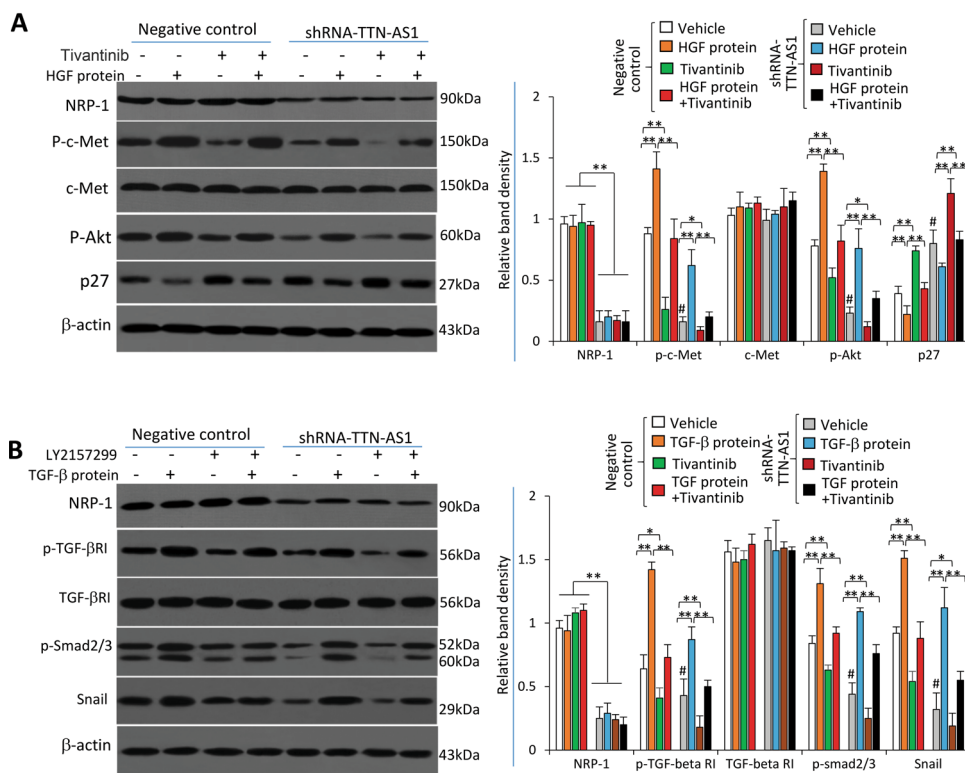 A
Negative control
shRNA-TTN-AS1
Tivantinib - - + + - - + +
HGF protein - + - + - + - +
NRP-1
90kDa
P-c-Met
150kDa
c-Met
150kDa
P-Akt
60kDa
p27
27kDa
β-actin
43kDa
Negative control
Vehicle
HGF protein
Tivantinib
HGF protein
+Tivantinib
shRNA-
TTN-AS1
Vehicle
HGF protein
Tivantinib
HGF protein
+Tivantinib
Relative band density
2
1.5
1
0.5
0
**
**
** **
*
** **
#
**
** **
*
** **
#
**
** **
#
**
** **
NRP-1 p-c-Met c-Met p-Akt p27
B
Negative control
shRNA-TTN-AS1
LY2157299 - - + + - - + +
TGF-β protein - + - + - + - +
NRP-1
90kDa
p-TGF-βRI
56kDa
TGF-βRI
56kDa
p-Smad2/3
52kDa
60kDa
Snail
29kDa
β-actin
43kDa
Negative control
Vehicle
TGF-β protein
Tivantinib
TGF protein
+Tivantinib
shRNA-
TTN-AS1
Vehicle
TGF-β protein
Tivantinib
TGF protein
+Tivantinib
Relative band density
2
1.5
1
0.5
0
**
*
** **
**
** **
#
**
** **
**
** **
#
**
** **
*
** **
#
NRP-1 p-TGF-beta RI TGF-beta RI p-smad2/3 Snail